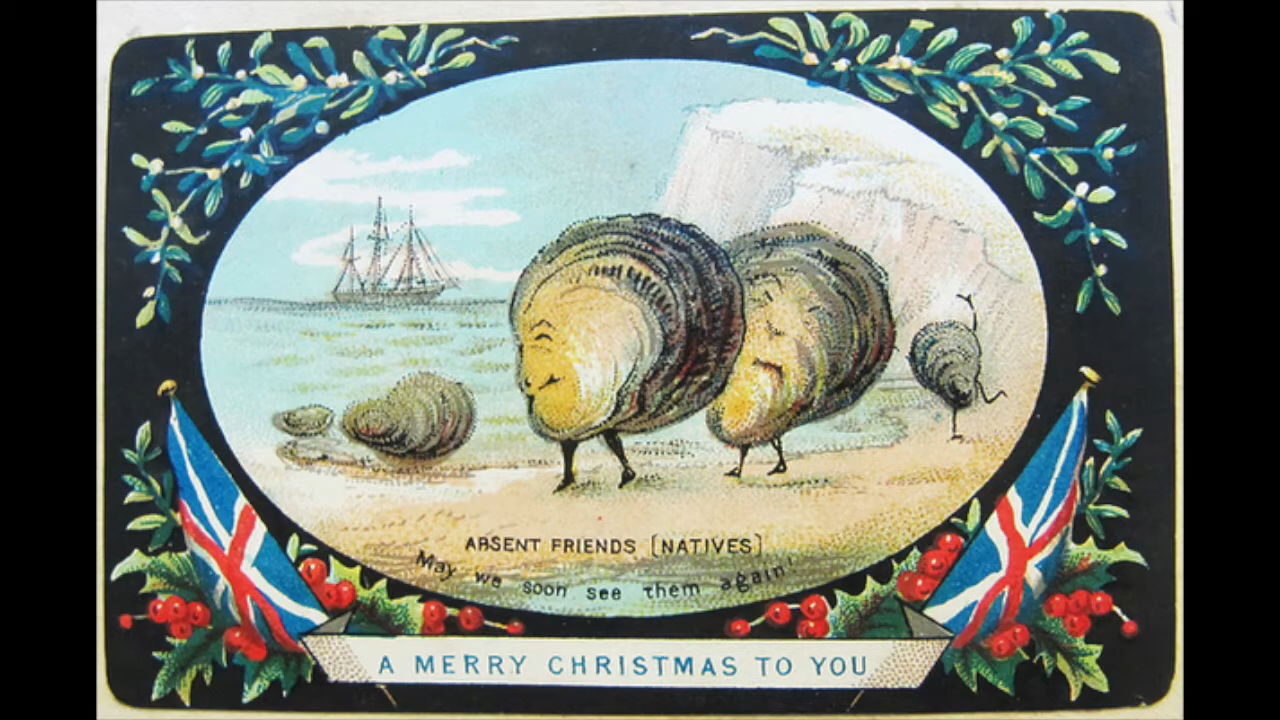 ABSENT FRIENDS [NATIVES]
May we soon see them again!
A MERRY CHRISTMAS TO YOU